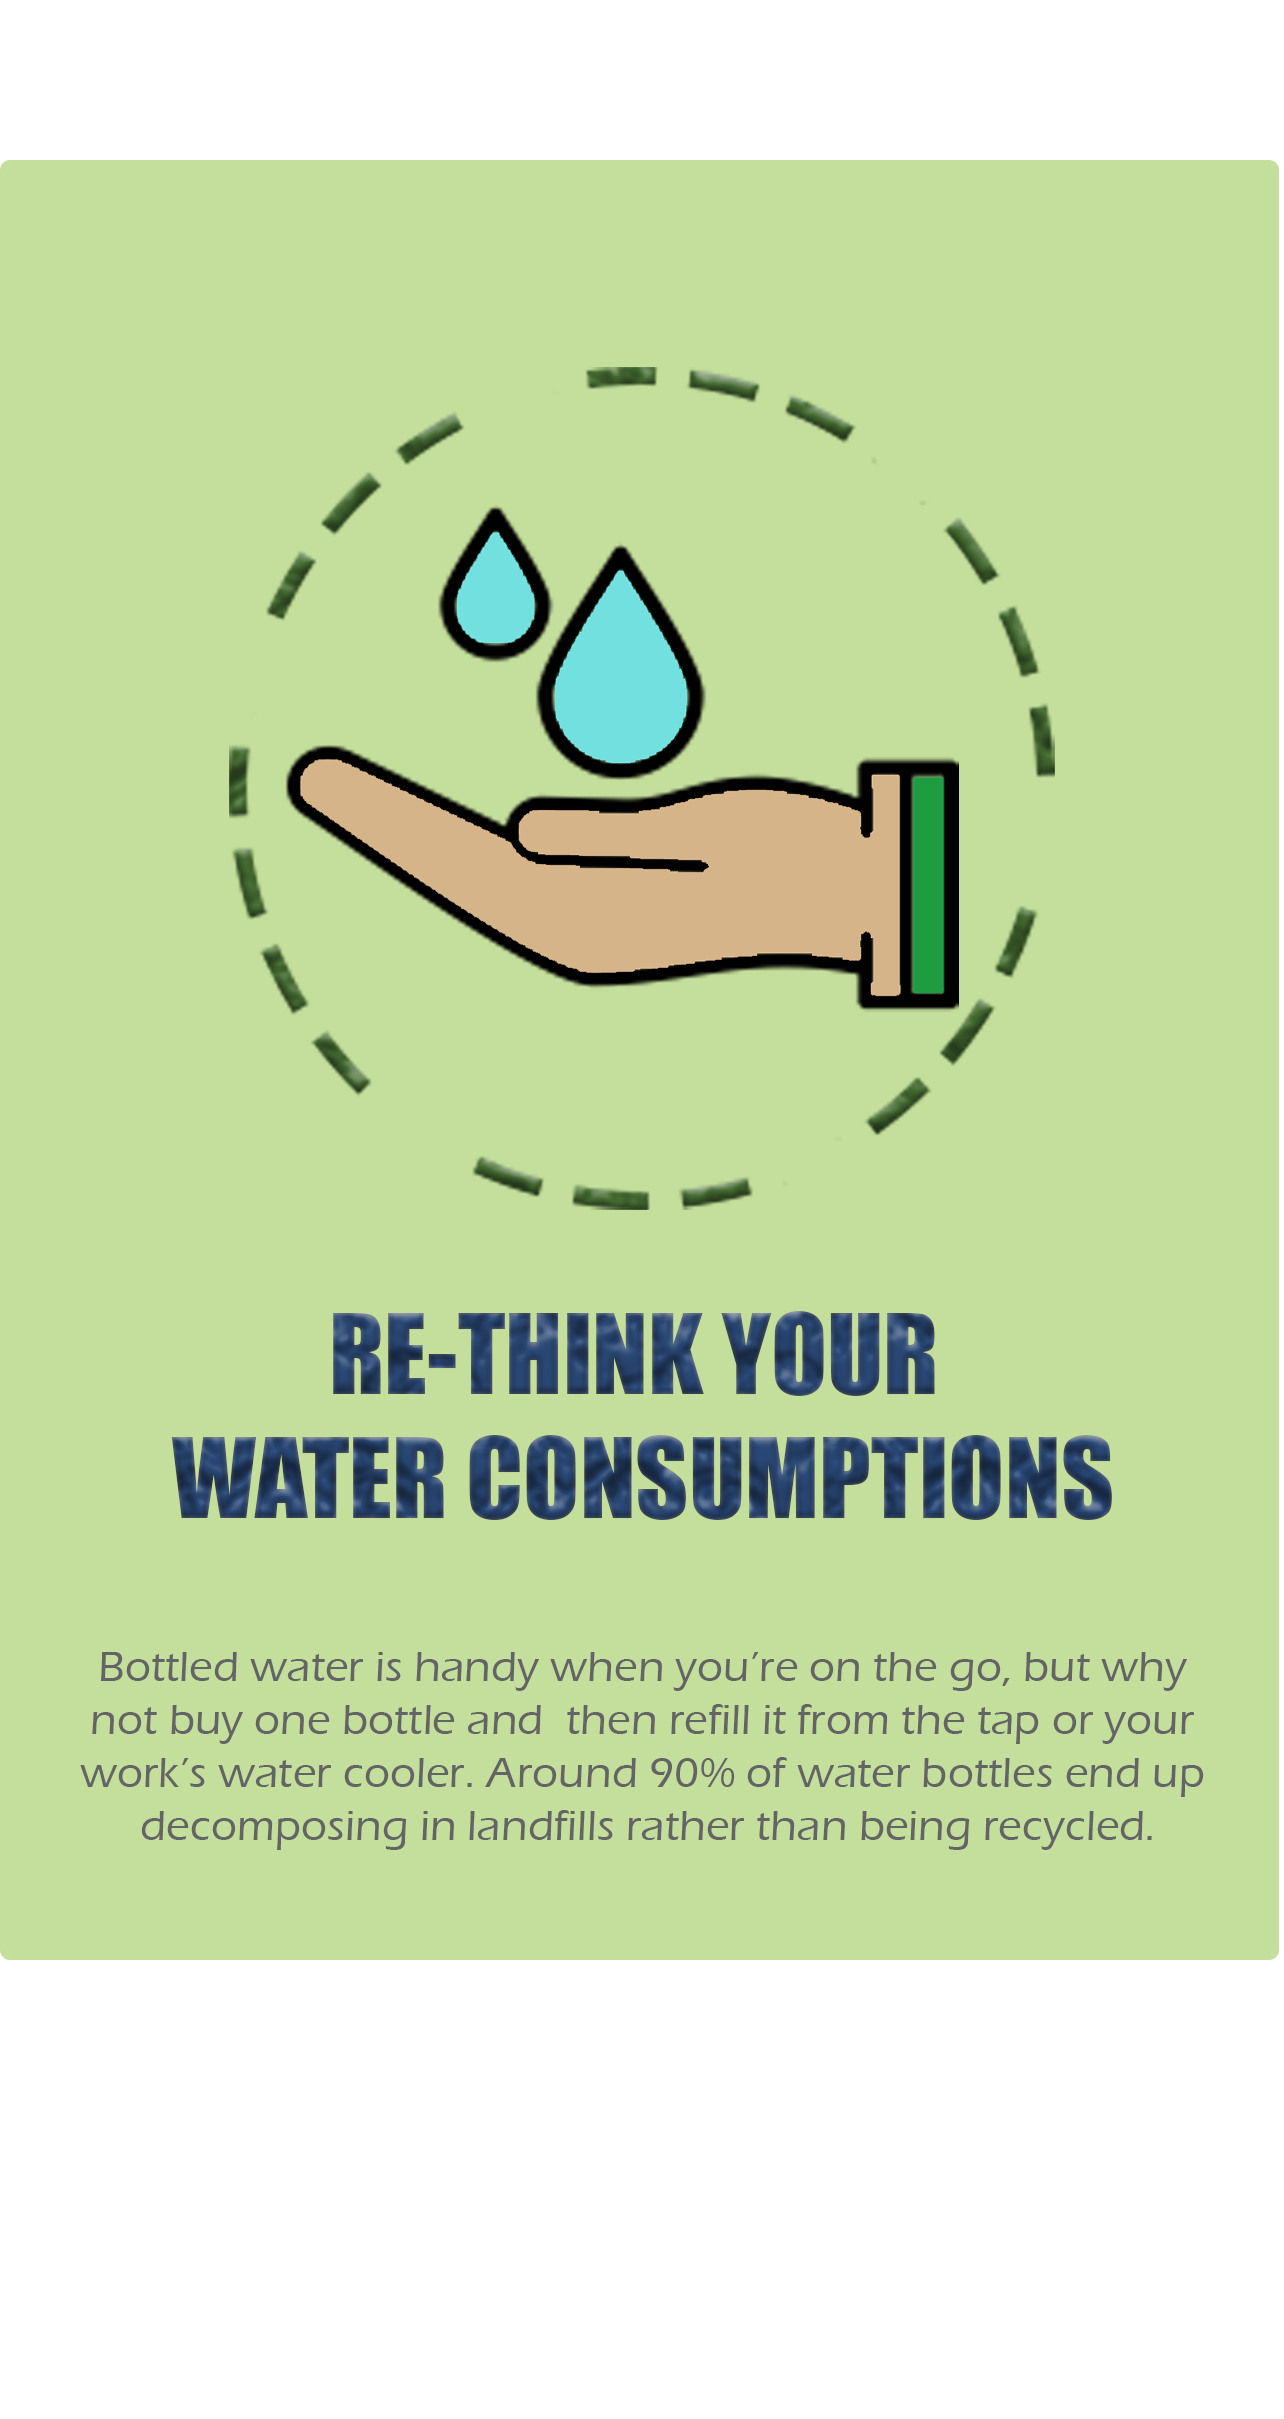 RE-THINK YOUR
WATER CONSUMPTIONS
Bottled water is handy when you’re on the go, but why
not buy one bottle and  then refill it from the tap or your
work’s water cooler. Around 90% of water bottles end up
decomposing in landfills rather than being recycled.